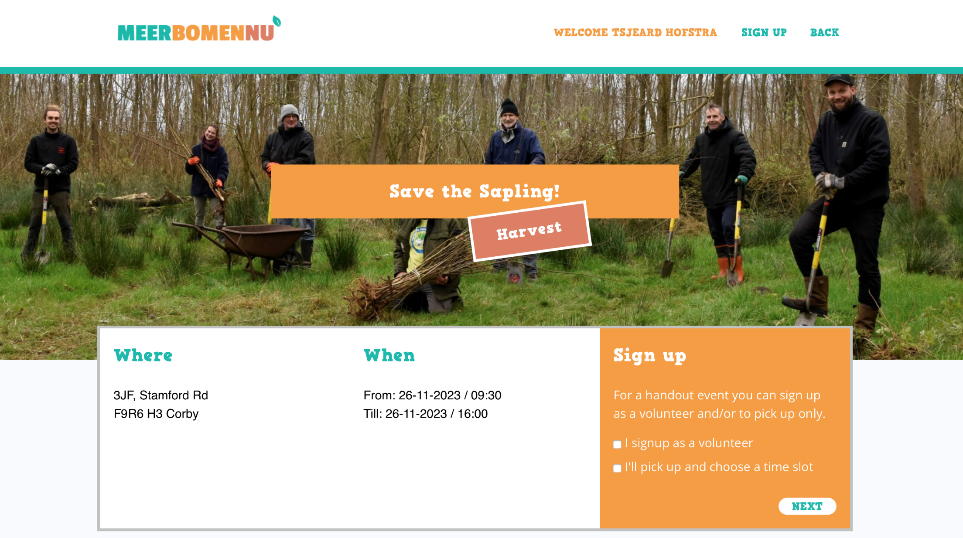 MEERBOMENNU
WELCOME TSJEARD HOFSTRA
SIGN UP
BACK
Save the Sapling!
Harvest
Where
3JF, Stamford Rd
F9R6 H3 Corby
When
From: 26-11-2023 / 09:30
Till: 26-11-2023 / 16:00
Sign up
For a handout event you can sign up
as a volunteer and/or to pick up only.
I signup as a volunteer
I'll pick up and choose a time slot
NEXT